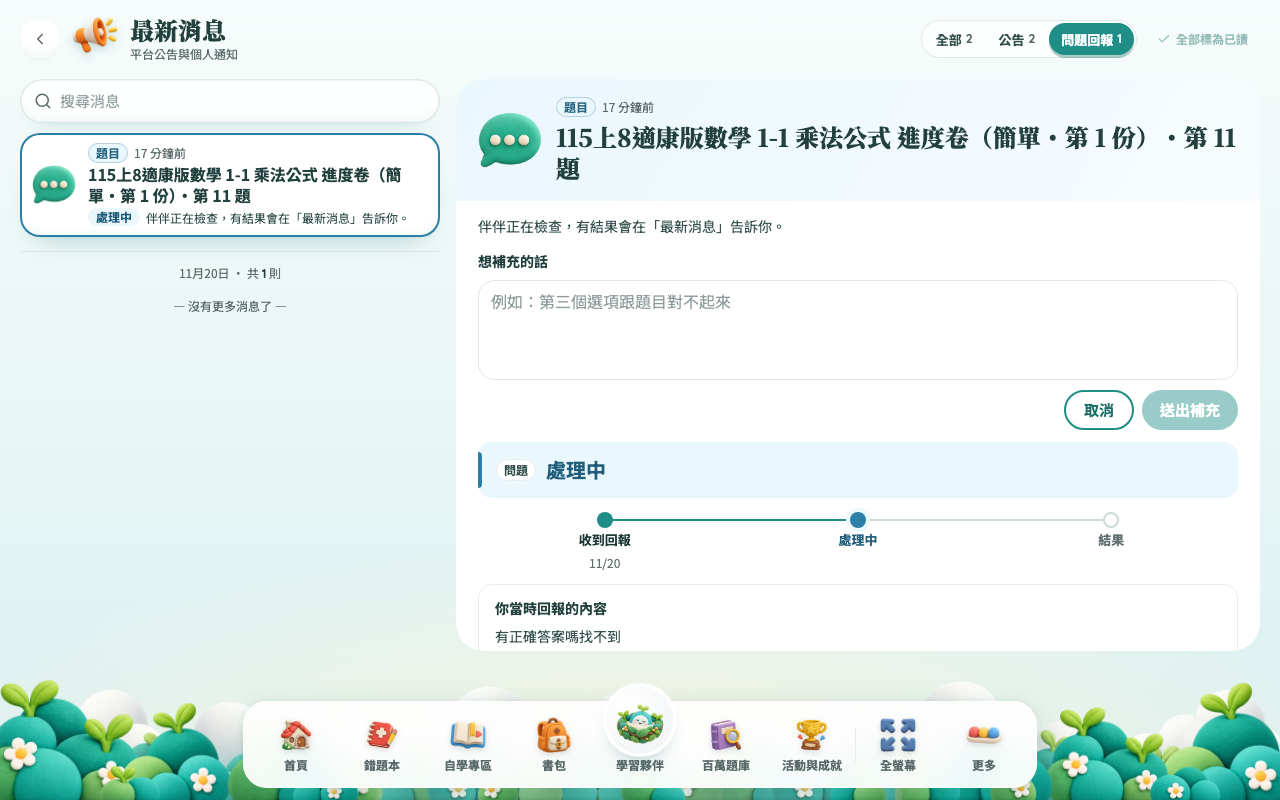 最新消息
平台公告與個人通知
全部 2
公告 2
問題回報 1
全部標為已讀
搜尋消息
題目 17 分鐘前
115上8適康版數學 1-1 乘法公式 進度卷（簡
單・第 1 份）・第 11 題
處理中 伴伴正在檢查，有結果會在「最新消息」告訴你。
11月20日 ・ 共 1 則
— 沒有更多消息了 —
題目 17 分鐘前
115上8適康版數學 1-1 乘法公式 進度卷（簡單・第 1 份）・第 11
題
伴伴正在檢查，有結果會在「最新消息」告訴你。
想補充的話
例如：第三個選項跟題目對不起來
取消
送出補充
問題 處理中
收到回報
處理中
結果
11/20
你當時回報的內容
有正確答案嗎找不到
首頁
錯題本
自學專區
書包
學習夥伴
百萬題庫
活動與成就
全螢幕
更多